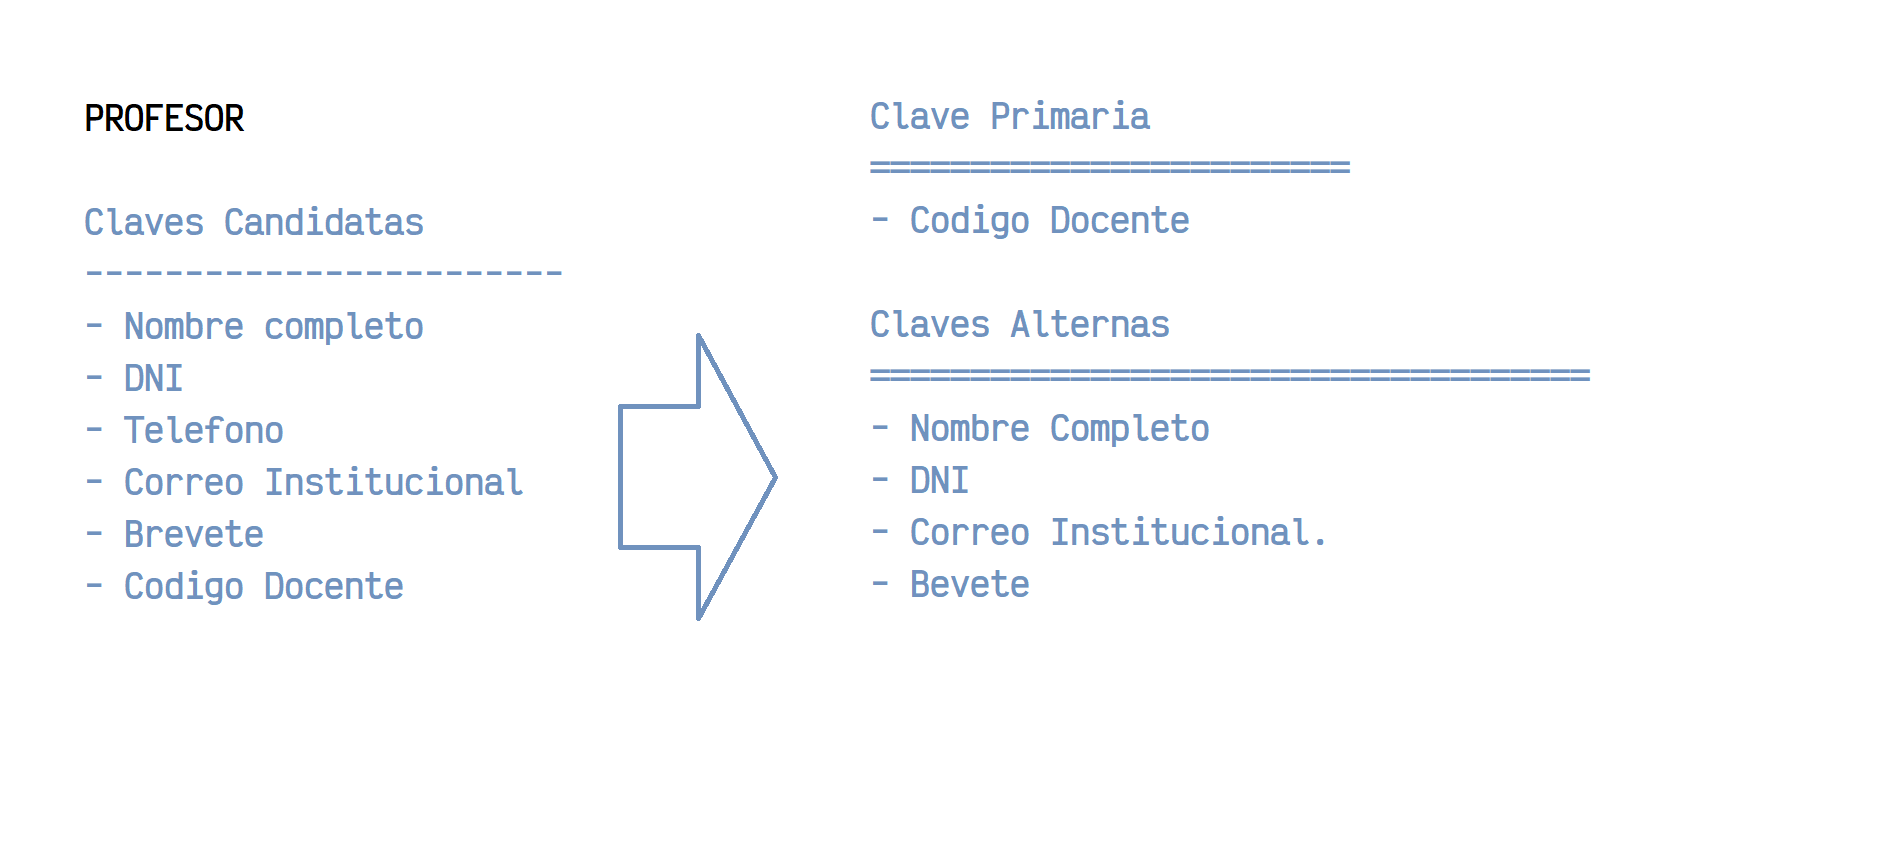 PROFESOR
Claves Candidatas
------------------------
- Nombre completo
- DNI
- Telefono
- Correo Institucional
- Brevete
- Codigo Docente
Clave Primaria
========================
- Codigo Docente
Claves Alternas
====================================
- Nombre Completo
- DNI
- Correo Institucional.
- Bevete